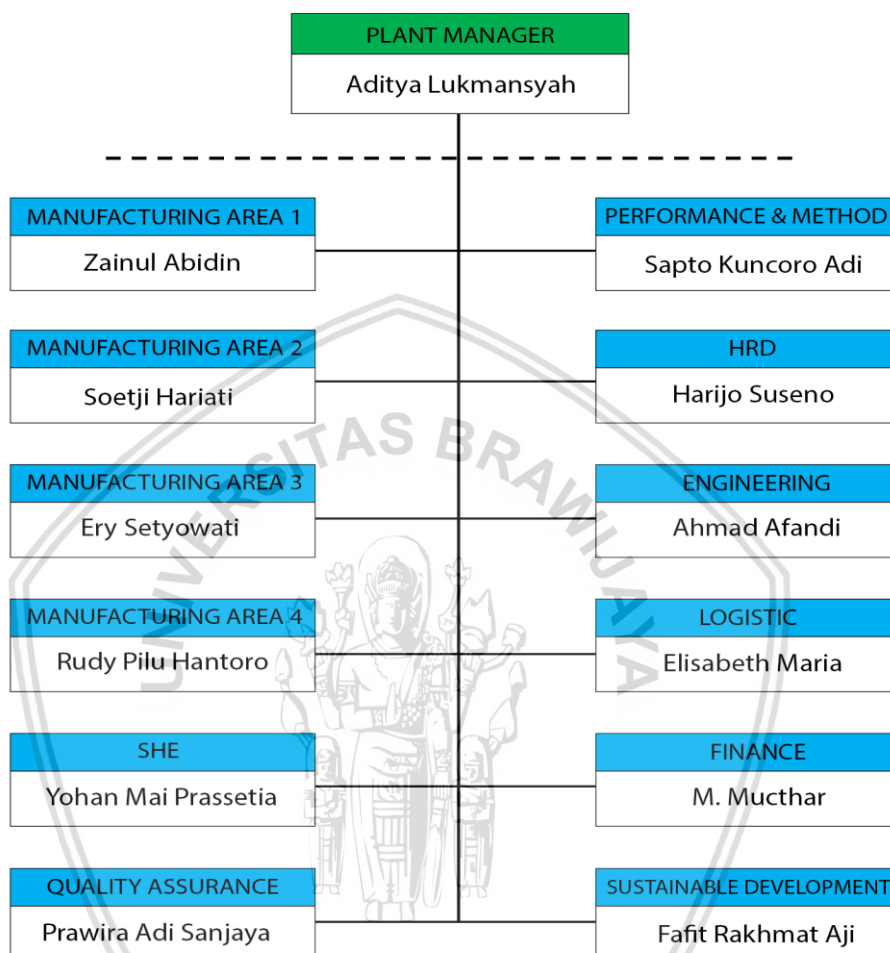 PLANT MANAGER
Aditya Lukmansyah
MANUFACTURING AREA 1
Zainul Abidin
PERFORMANCE & METHOD
Sapto Kuncoro Adi
MANUFACTURING AREA 2
Soetji Hariati
HRD
Harijo Suseno
MANUFACTURING AREA 3
Ery Setyowati
ENGINEERING
Ahmad Afandi
MANUFACTURING AREA 4
Rudy Pilu Hantoro
LOGISTIC
Elisabeth Maria
SHE
Yohan Mai Prassetia
FINANCE
M. Mucthar
QUALITY ASSURANCE
Prawira Adi Sanjaya
SUSTAINABLE DEVELOPMENT
Fafit Rakhmat Aji
UNIVERSITAS BRAWIJAYA